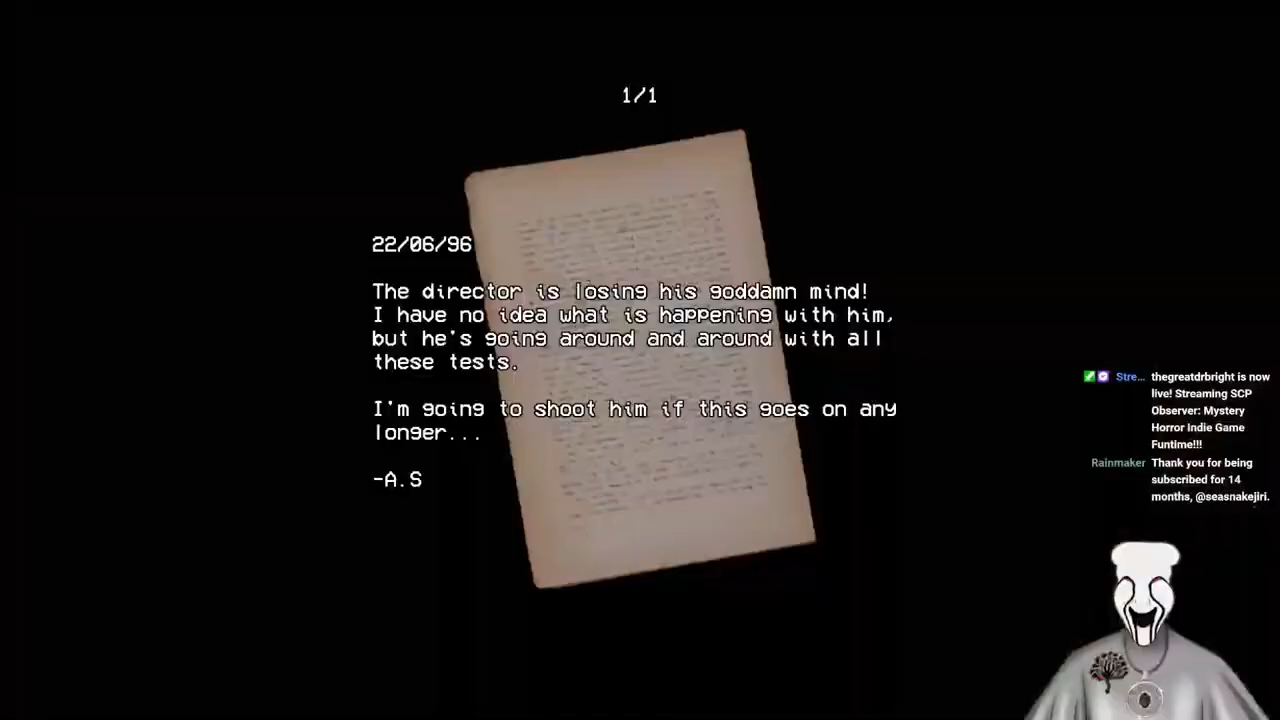 1/1
22/06/96
The director is losing his goddamn mind!
I have no idea what is happening with him,
but he's going around and around with all
these tests.
I'm going to shoot him if this goes on any
longer...
-A.S
Stre... thegreatdrbright is now
live! Streaming SCP
Observer: Mystery
Horror Indie Game
Funtime!!!
Rainmaker Thank you for being
subscribed for 14
months, @seasnakejiri.